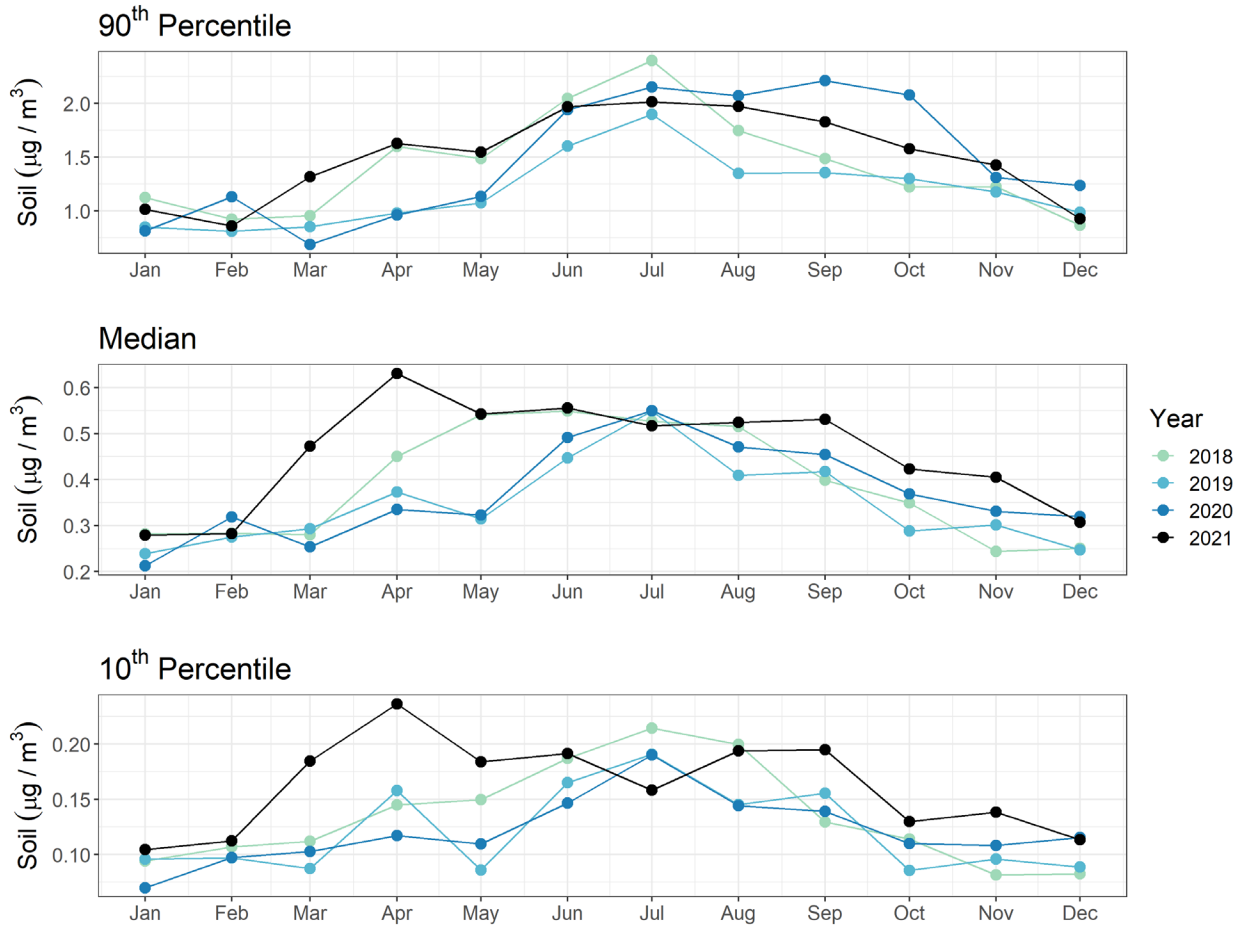 90th Percentile
Soil (μg / m³)
2.0
1.5
1.0
Jan Feb Mar Apr May Jun Jul Aug Sep Oct Nov Dec
Median
Soil (μg / m³)
0.6
0.5
0.4
0.3
0.2
Jan Feb Mar Apr May Jun Jul Aug Sep Oct Nov Dec
Year
2018
2019
2020
2021
10th Percentile
Soil (μg / m³)
0.20
0.15
0.10
Jan Feb Mar Apr May Jun Jul Aug Sep Oct Nov Dec